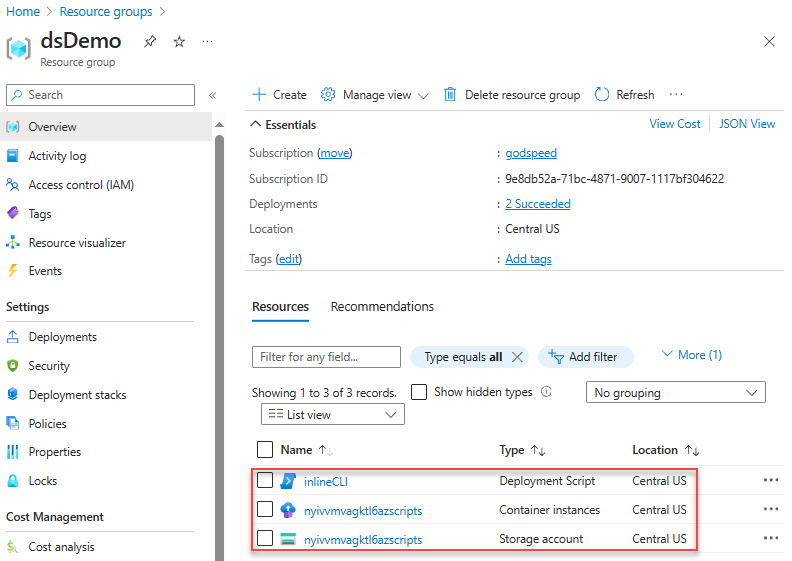 Home > Resource groups >
dsDemo
Resource group
Search
«
Overview
Activity log
Access control (IAM)
Tags
Resource visualizer
Events
Settings
Deployments
Security
Deployment stacks
Policies
Properties
Locks
Cost Management
Cost analysis
Create Manage view Delete resource group Refresh ...
Essentials View Cost JSON View
Subscription (move) : godspeed
Subscription ID : 9e8db52a-71bc-4871-9007-1117bf304622
Deployments : 2 Succeeded
Location : Central US
Tags (edit) : Add tags
Resources Recommendations
Filter for any field... Type equals all Add filter More (1)
Showing 1 to 3 of 3 records. Show hidden types No grouping
List view
Name Type Location
inlineCLI Deployment Script Central US
nyivvmvagktl6azscripts Container instances Central US
nyivvmvagktl6azscripts Storage account Central US